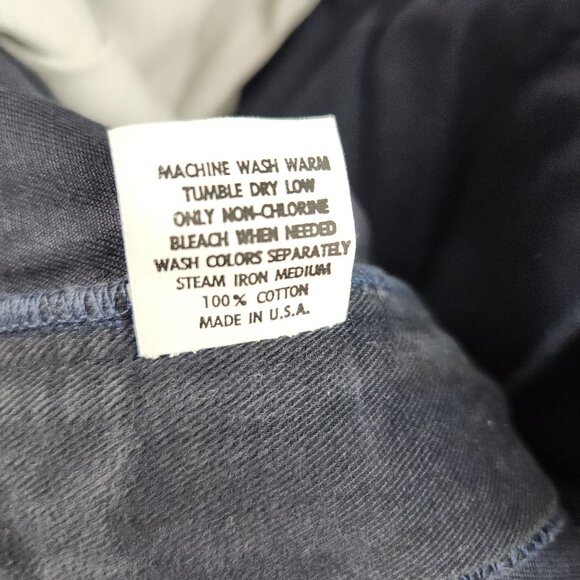 MACHINE WASH WARM
TUMBLE DRY LOW
ONLY NON-CHLORINE
BLEACH WHEN NEEDED
WASH COLORS SEPARATELY
STEAM IRON MEDIUM
100% COTTON
MADE IN U.S.A.